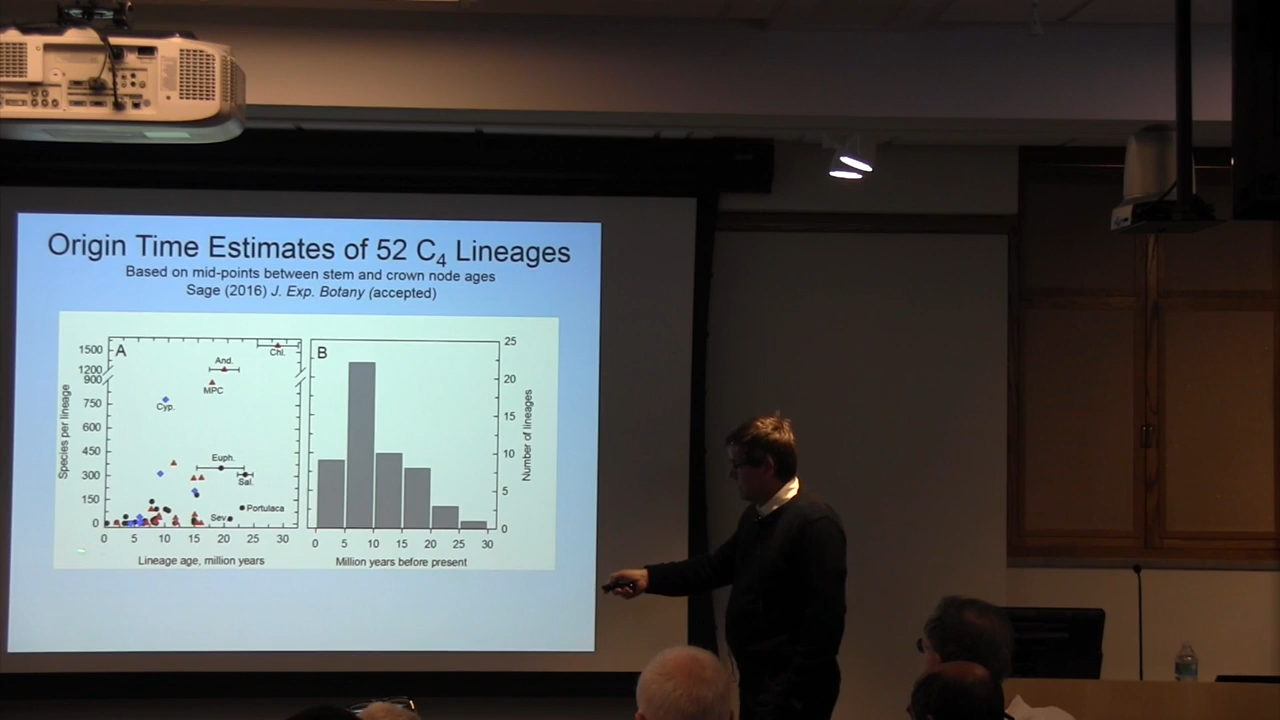 Origin Time Estimates of 52 C4 Lineages
Based on mid-points between stem and crown node ages
Sage (2016) J. Exp. Botany (accepted)
A
Species per lineage
1500
1200
900
750
600
450
300
150
0
Chl.
And.
MPC
Cyp.
Euph.
Sal.
Portulaca
Sev.
0 5 10 15 20 25 30
Lineage age, million years
B
25
20
15
10
5
0
Number of lineages
0 5 10 15 20 25 30
Million years before present